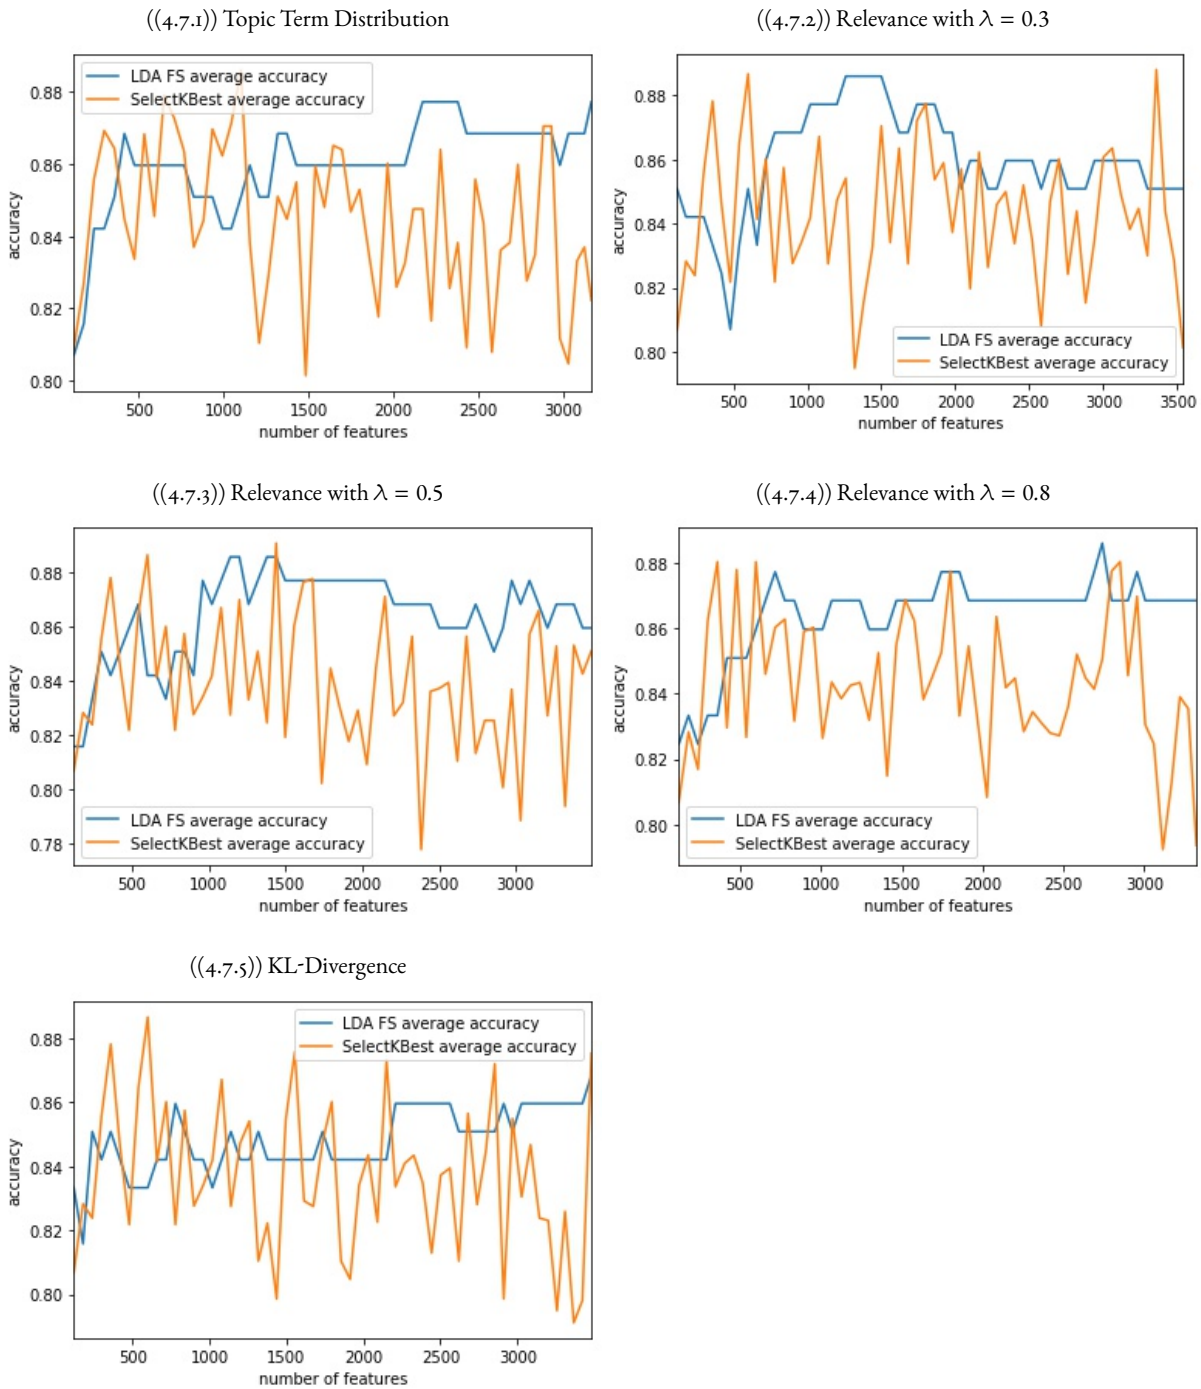 ((4.7.1)) Topic Term Distribution
LDA FS average accuracy
SelectKBest average accuracy
0.88
0.86
0.84
0.82
0.80
accuracy
500 1000 1500 2000 2500 3000
number of features
((4.7.2)) Relevance with λ = 0.3
0.88
0.86
0.84
0.82
0.80
accuracy
LDA FS average accuracy
SelectKBest average accuracy
500 1000 1500 2000 2500 3000 3500
number of features
((4.7.3)) Relevance with λ = 0.5
0.88
0.86
0.84
0.82
0.80
0.78
accuracy
LDA FS average accuracy
SelectKBest average accuracy
500 1000 1500 2000 2500 3000
number of features
((4.7.4)) Relevance with λ = 0.8
0.88
0.86
0.84
0.82
0.80
accuracy
LDA FS average accuracy
SelectKBest average accuracy
500 1000 1500 2000 2500 3000
number of features
((4.7.5)) KL-Divergence
LDA FS average accuracy
SelectKBest average accuracy
0.88
0.86
0.84
0.82
0.80
accuracy
500 1000 1500 2000 2500 3000
number of features